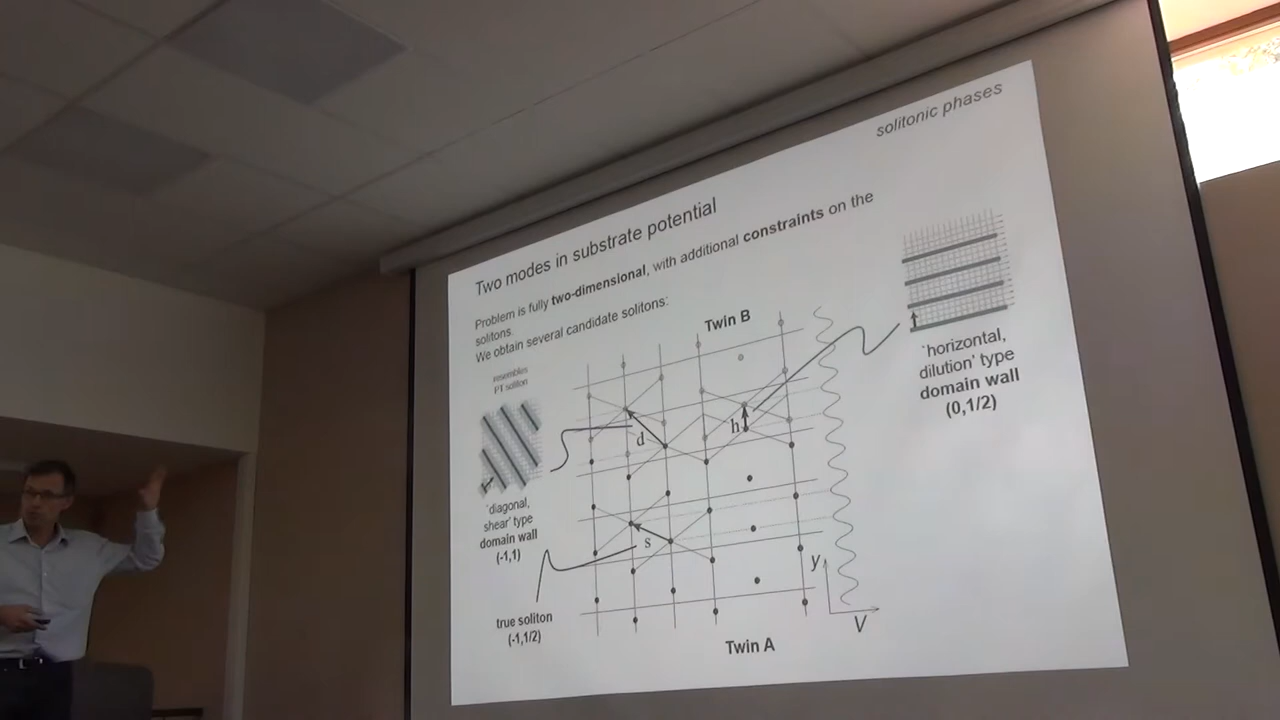 solitonic phases
Two modes in substrate potential
Problem is fully two-dimensional, with additional constraints on the
solitons.
We obtain several candidate solitons:
resembles
PT soliton
Twin B
d
h
'horizontal,
dilution' type
domain wall
(0,1/2)
'diagonal,
shear' type
domain wall
(-1,1)
s
true soliton
(-1,1/2)
y
V
Twin A